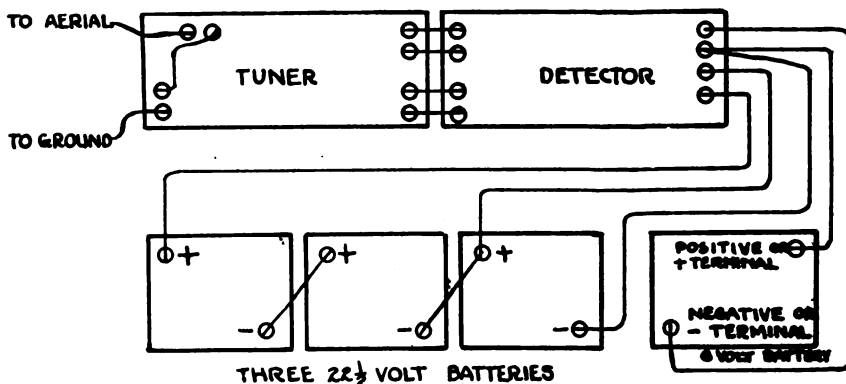 TO AERIAL
TUNER
DETECTOR
TO GROUND
+
-
+
-
+
-
POSITIVE OR
+ TERMINAL
NEGATIVE OR
- TERMINAL
6 VOLT BATTERY
THREE 22½ VOLT BATTERIES